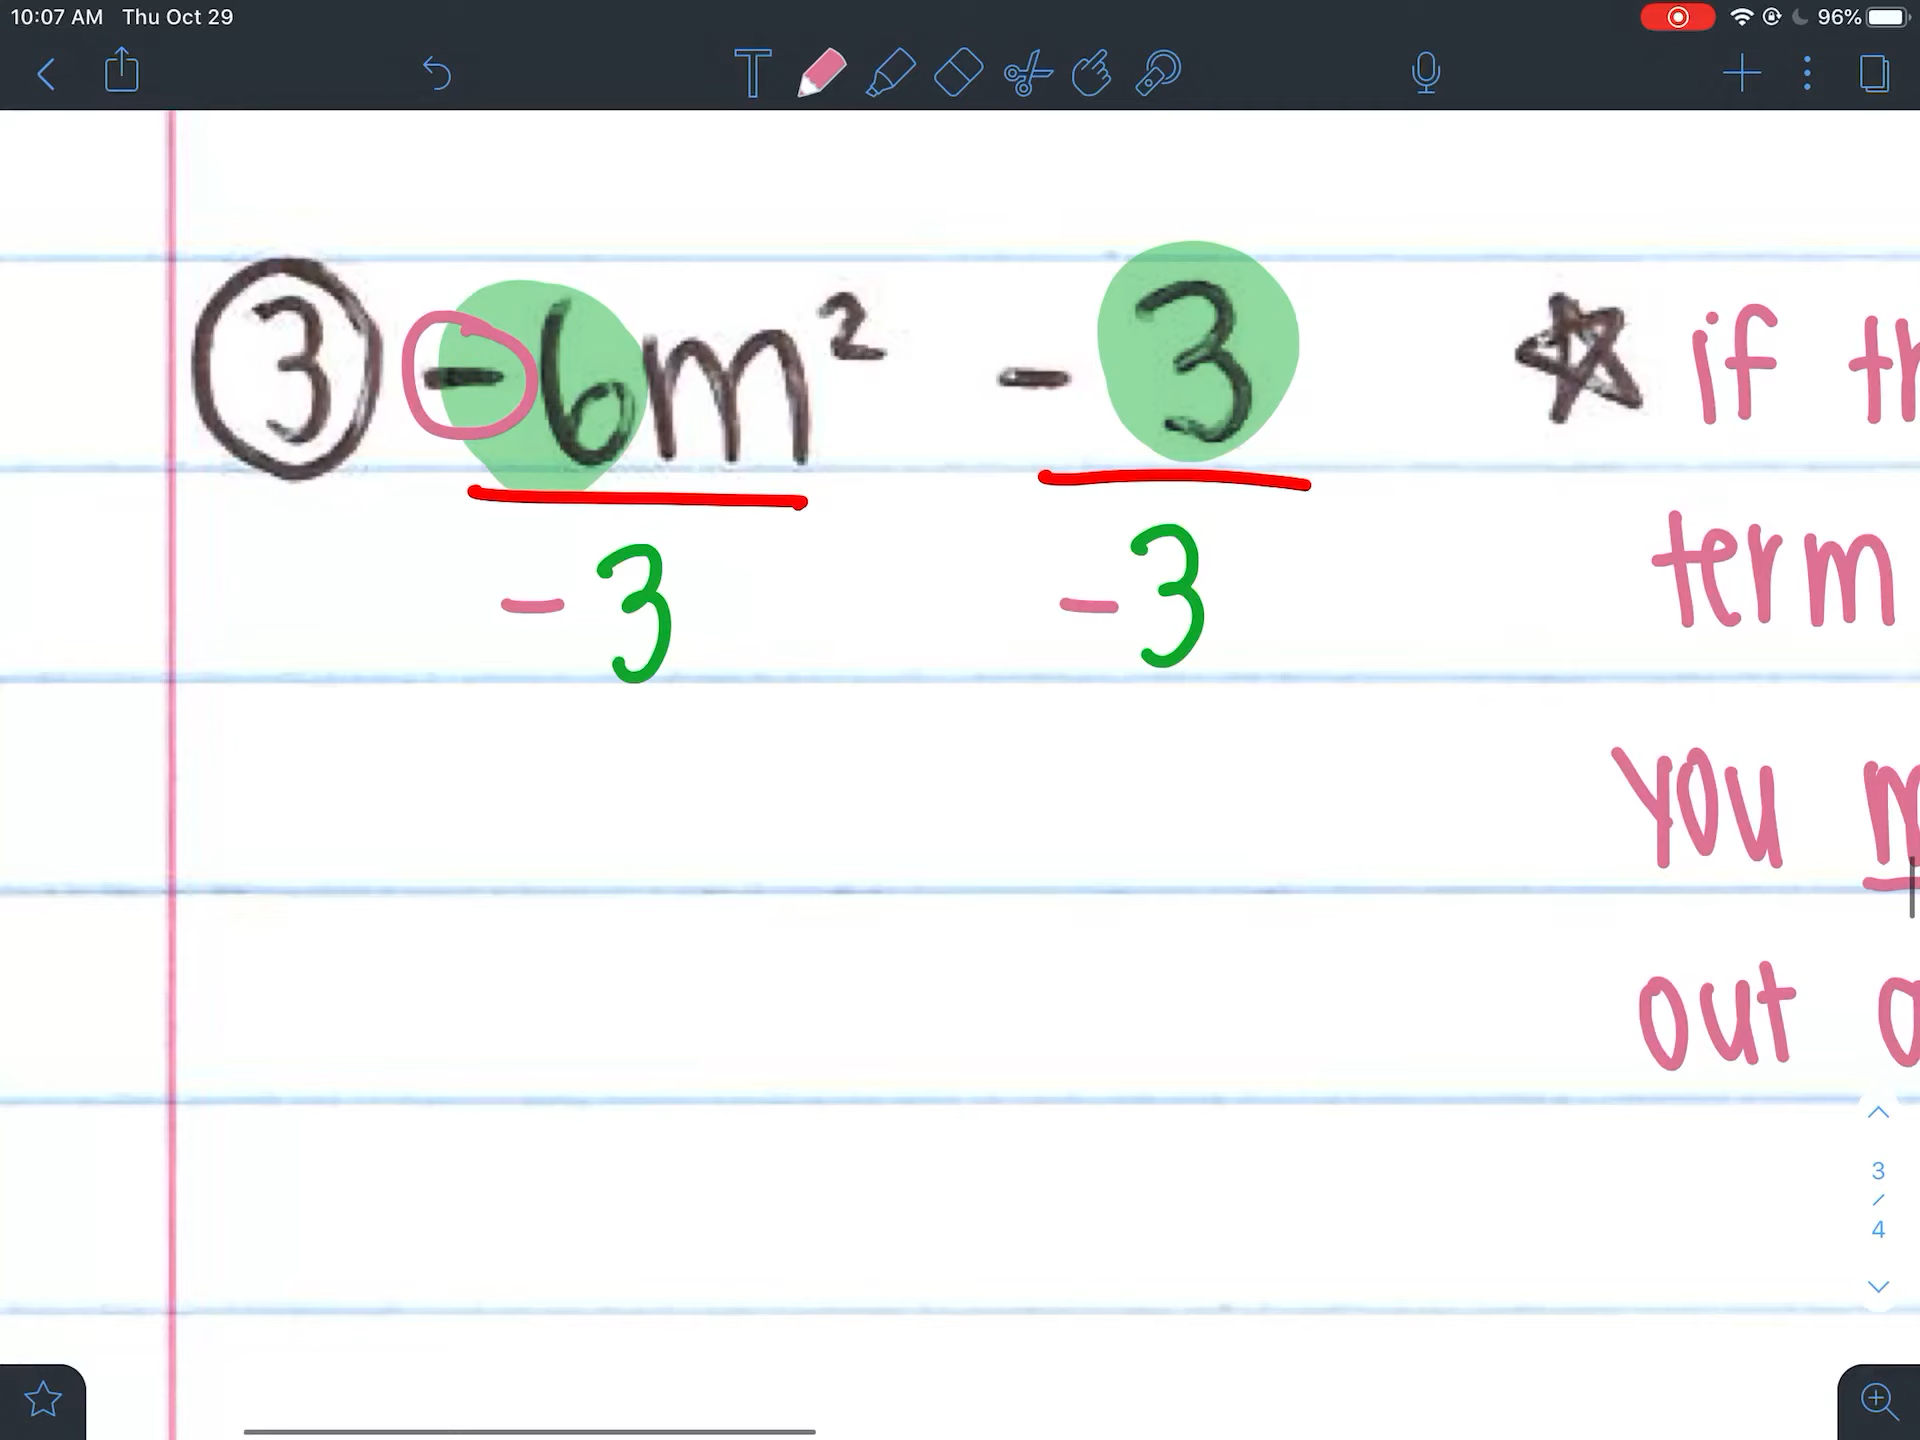 10:07 AM Thu Oct 29
96%
③ -6m² - 3 ☆ if
-3 -3
term
you
out
3
/
4